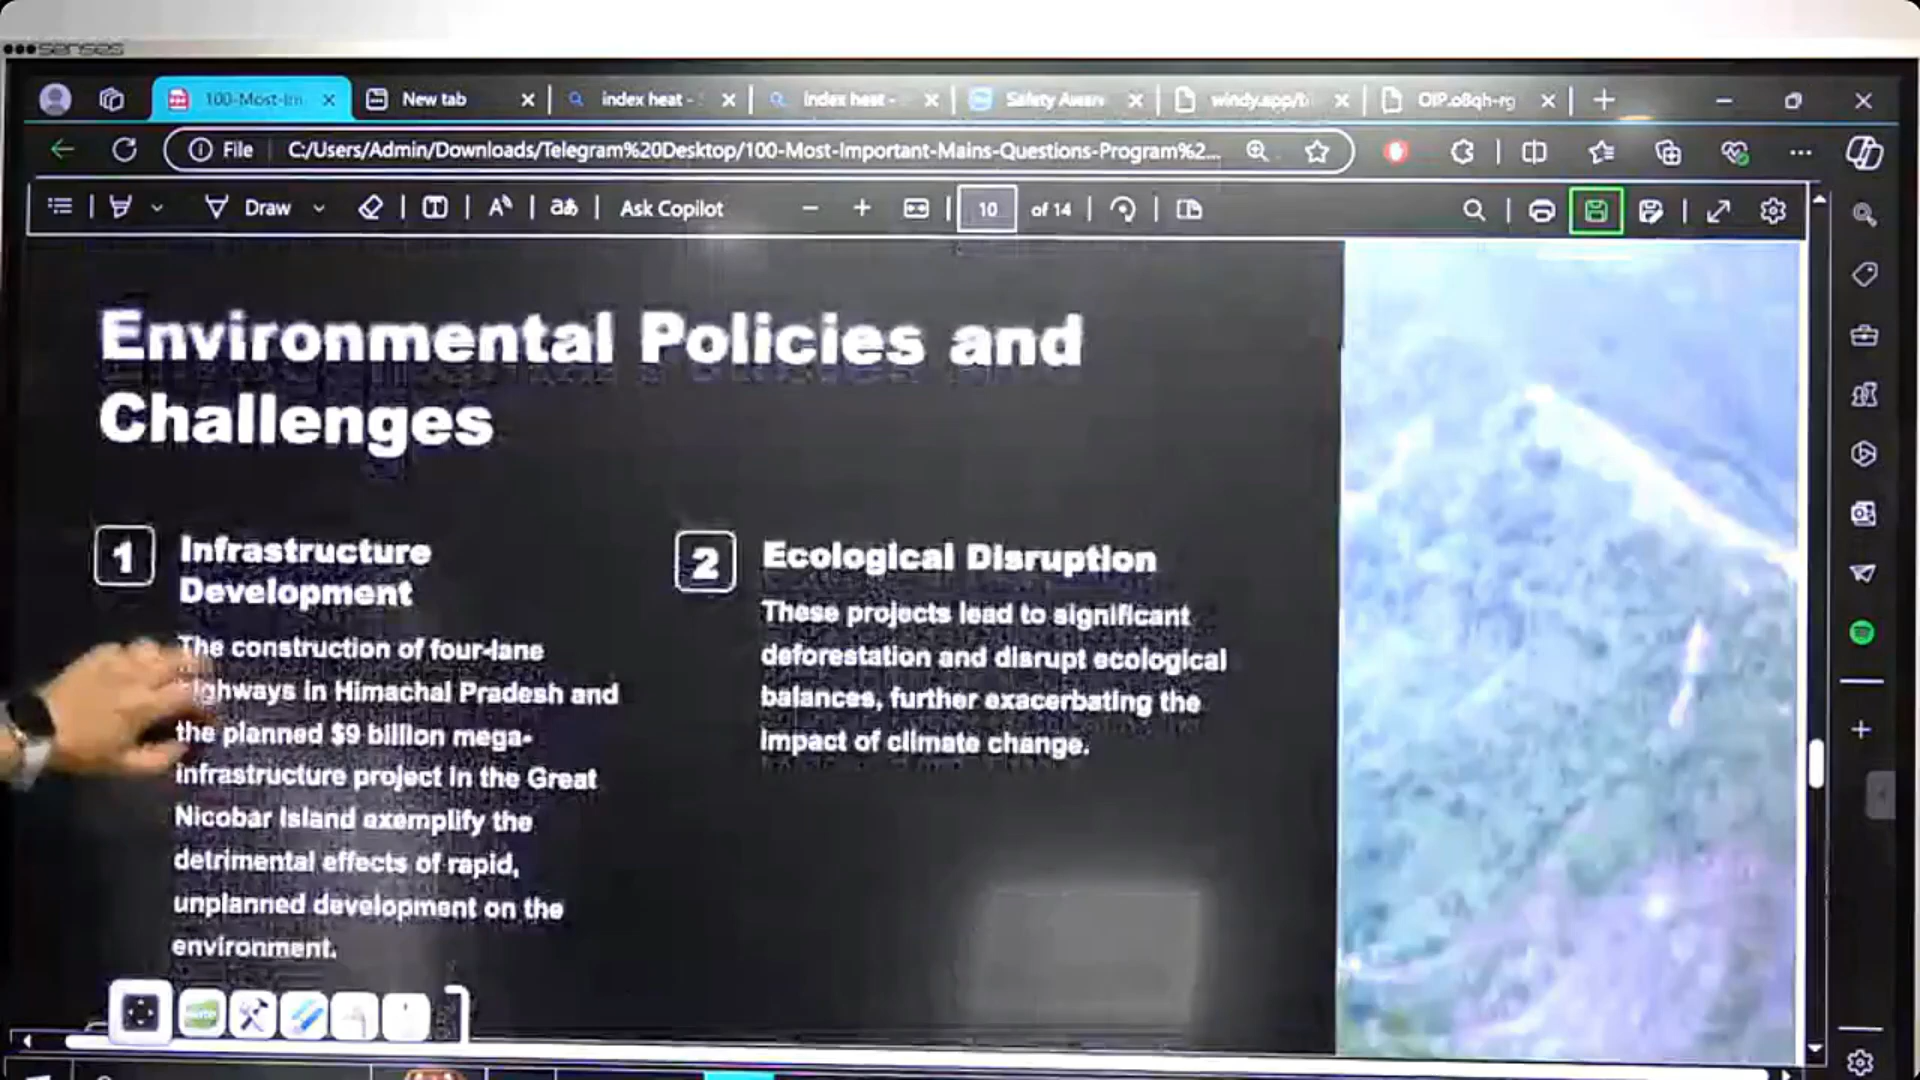 senses
100-Most-Im
New tab
index heat -
index heat -
Safety Awar
windy.app/b
OIP.o8qh-rg
File
C:/Users/Admin/Downloads/Telegram%20Desktop/100-Most-Important-Mains-Questions-Program%2...
Draw
Ask Copilot
10
of 14
Environmental Policies and
Challenges
1
Infrastructure
Development
The construction of four-lane
highways in Himachal Pradesh and
the planned $9 billion mega-
infrastructure project in the Great
Nicobar Island exemplify the
detrimental effects of rapid,
unplanned development on the
environment.
2
Ecological Disruption
These projects lead to significant
deforestation and disrupt ecological
balances, further exacerbating the
impact of climate change.